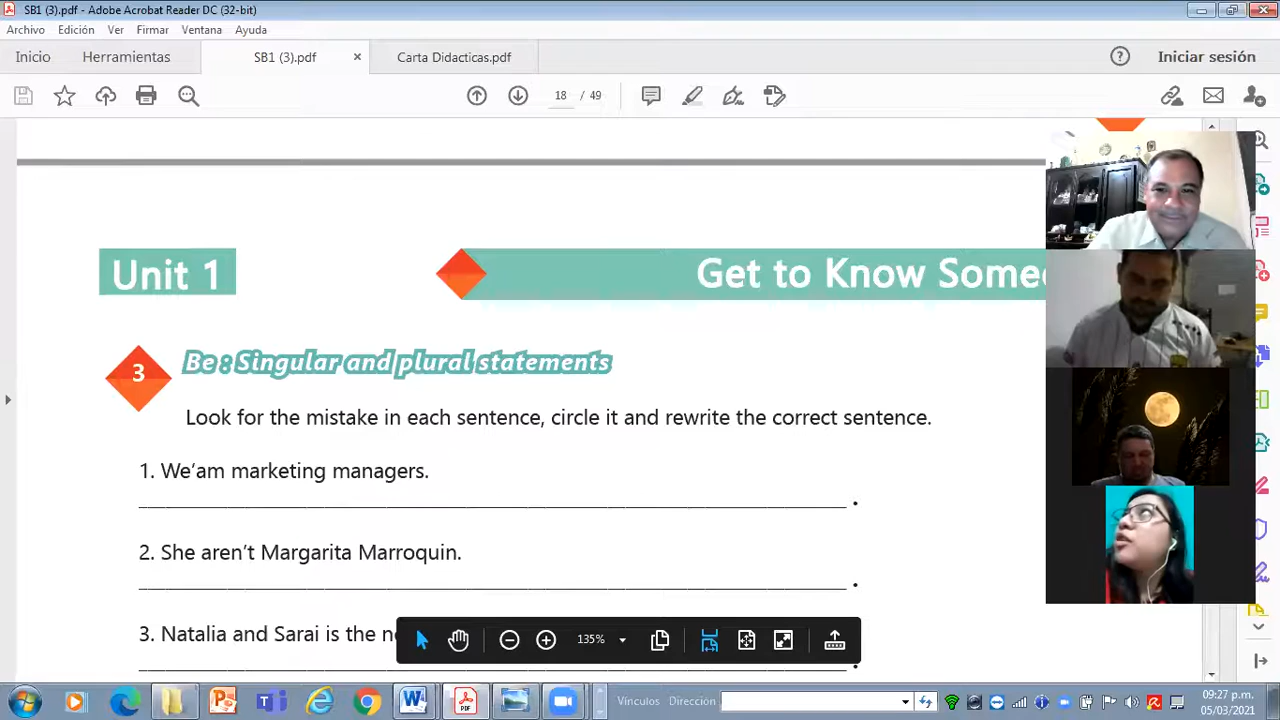 SB1 (3).pdf - Adobe Acrobat Reader DC (32-bit)
Archivo Edición Ver Firmar Ventana Ayuda
Inicio Herramientas SB1 (3).pdf Carta Didacticas.pdf Iniciar sesión
18 / 49
Unit 1
Get to Know Some
3
Be : Singular and plural statements
Look for the mistake in each sentence, circle it and rewrite the correct sentence.
1. We'am marketing managers.
2. She aren't Margarita Marroquin.
3. Natalia and Sarai is the
135%
Vínculos Dirección
09:27 p.m.
05/03/2021